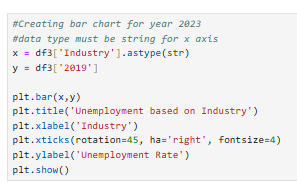 #Creating bar chart for year 2023
#data type must be string for x axis
x = df3['Industry'].astype(str)
y = df3['2019']
plt.bar(x,y)
plt.title('Unemployment based on Industry')
plt.xlabel('Industry')
plt.xticks(rotation=45, ha='right', fontsize=4)
plt.ylabel('Unemployment Rate')
plt.show()